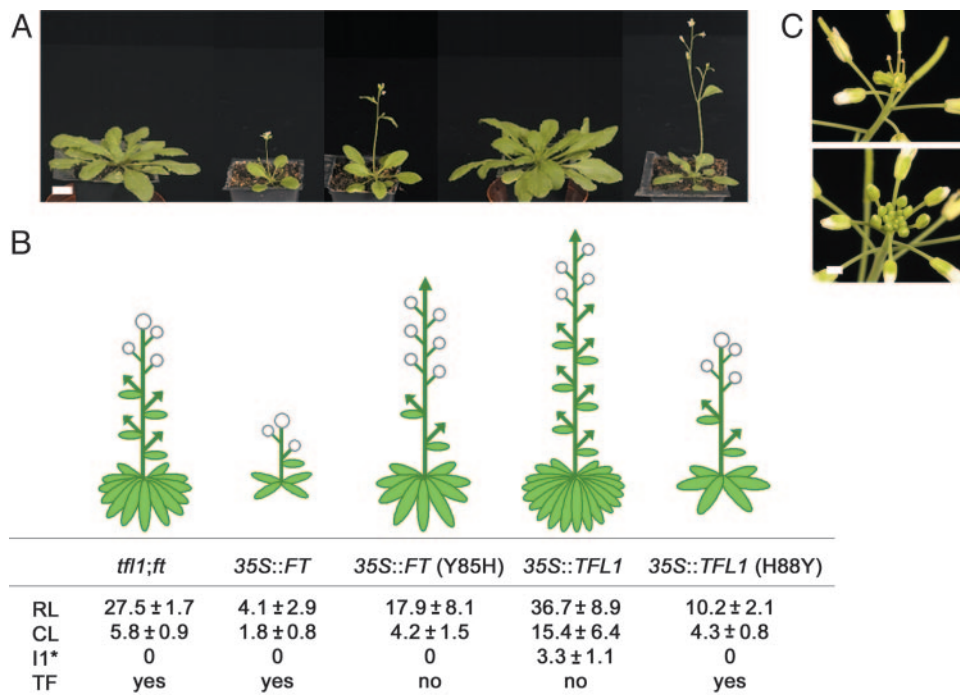 A
C
B
tfl1;ft 35S::FT 35S::FT (Y85H) 35S::TFL1 35S::TFL1 (H88Y)
RL 27.5 ± 1.7 4.1 ± 2.9 17.9 ± 8.1 36.7 ± 8.9 10.2 ± 2.1
CL 5.8 ± 0.9 1.8 ± 0.8 4.2 ± 1.5 15.4 ± 6.4 4.3 ± 0.8
I1* 0 0 0 3.3 ± 1.1 0
TF yes yes no no yes